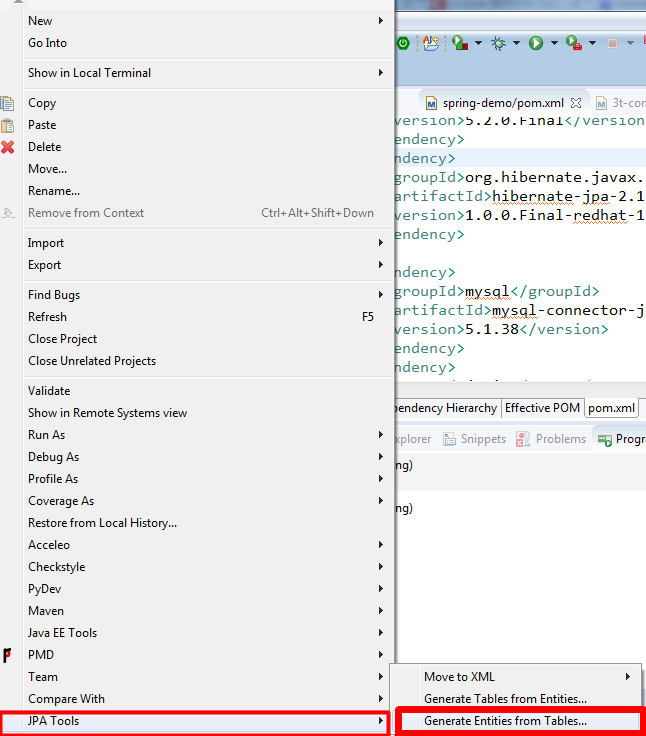 New
Go Into
Show in Local Terminal
Copy
Paste
Delete
Move...
Rename...
Remove from Context Ctrl+Alt+Shift+Down
Import
Export
Find Bugs
Refresh F5
Close Project
Close Unrelated Projects
Validate
Show in Remote Systems view
Run As
Debug As
Profile As
Coverage As
Restore from Local History...
Acceleo
Checkstyle
PyDev
Maven
Java EE Tools
PMD
Team
Compare With
JPA Tools
Move to XML
Generate Tables from Entities...
Generate Entities from Tables...
spring-demo/pom.xml 3t-cor
version>5.2.0.Final</version
endency>
ndency>
groupId>org.hibernate.javax.
artifactId>hibernate-jpa-2.1
version>1.0.0.Final-redhat-1
endency>
ndency>
groupId>mysql</groupId>
artifactId>mysql-connector-j
version>5.1.38</version>
endency>
ndency>
pendency Hierarchy Effective POM pom.xml
xplorer Snippets Problems Progr
ng)
ng)